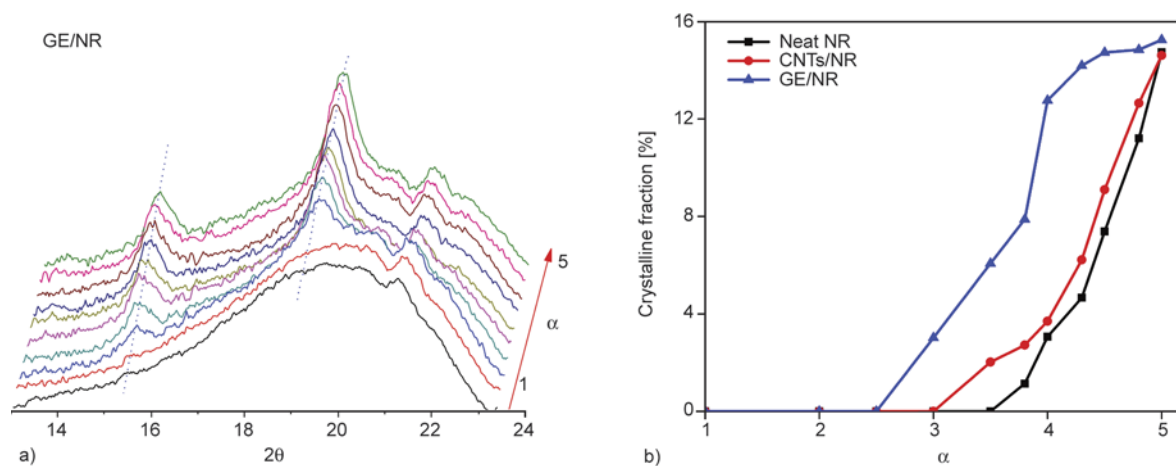 GE/NR
5
α
1
14 16 18 20 22 24
2θ
a)
Neat NR
CNTs/NR
GE/NR
Crystalline fraction [%]
16
12
8
4
0
1 2 3 4 5
α
b)